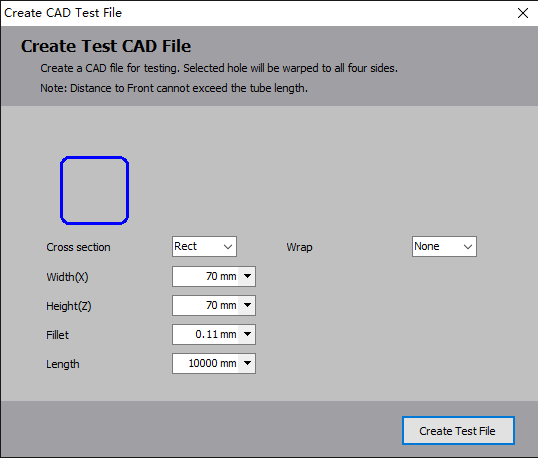 Create CAD Test File
Create Test CAD File
Create a CAD file for testing. Selected hole will be warped to all four sides.
Note: Distance to Front cannot exceed the tube length.
Cross section Rect Wrap None
Width(X) 70 mm
Height(Z) 70 mm
Fillet 0.11 mm
Length 10000 mm
Create Test File